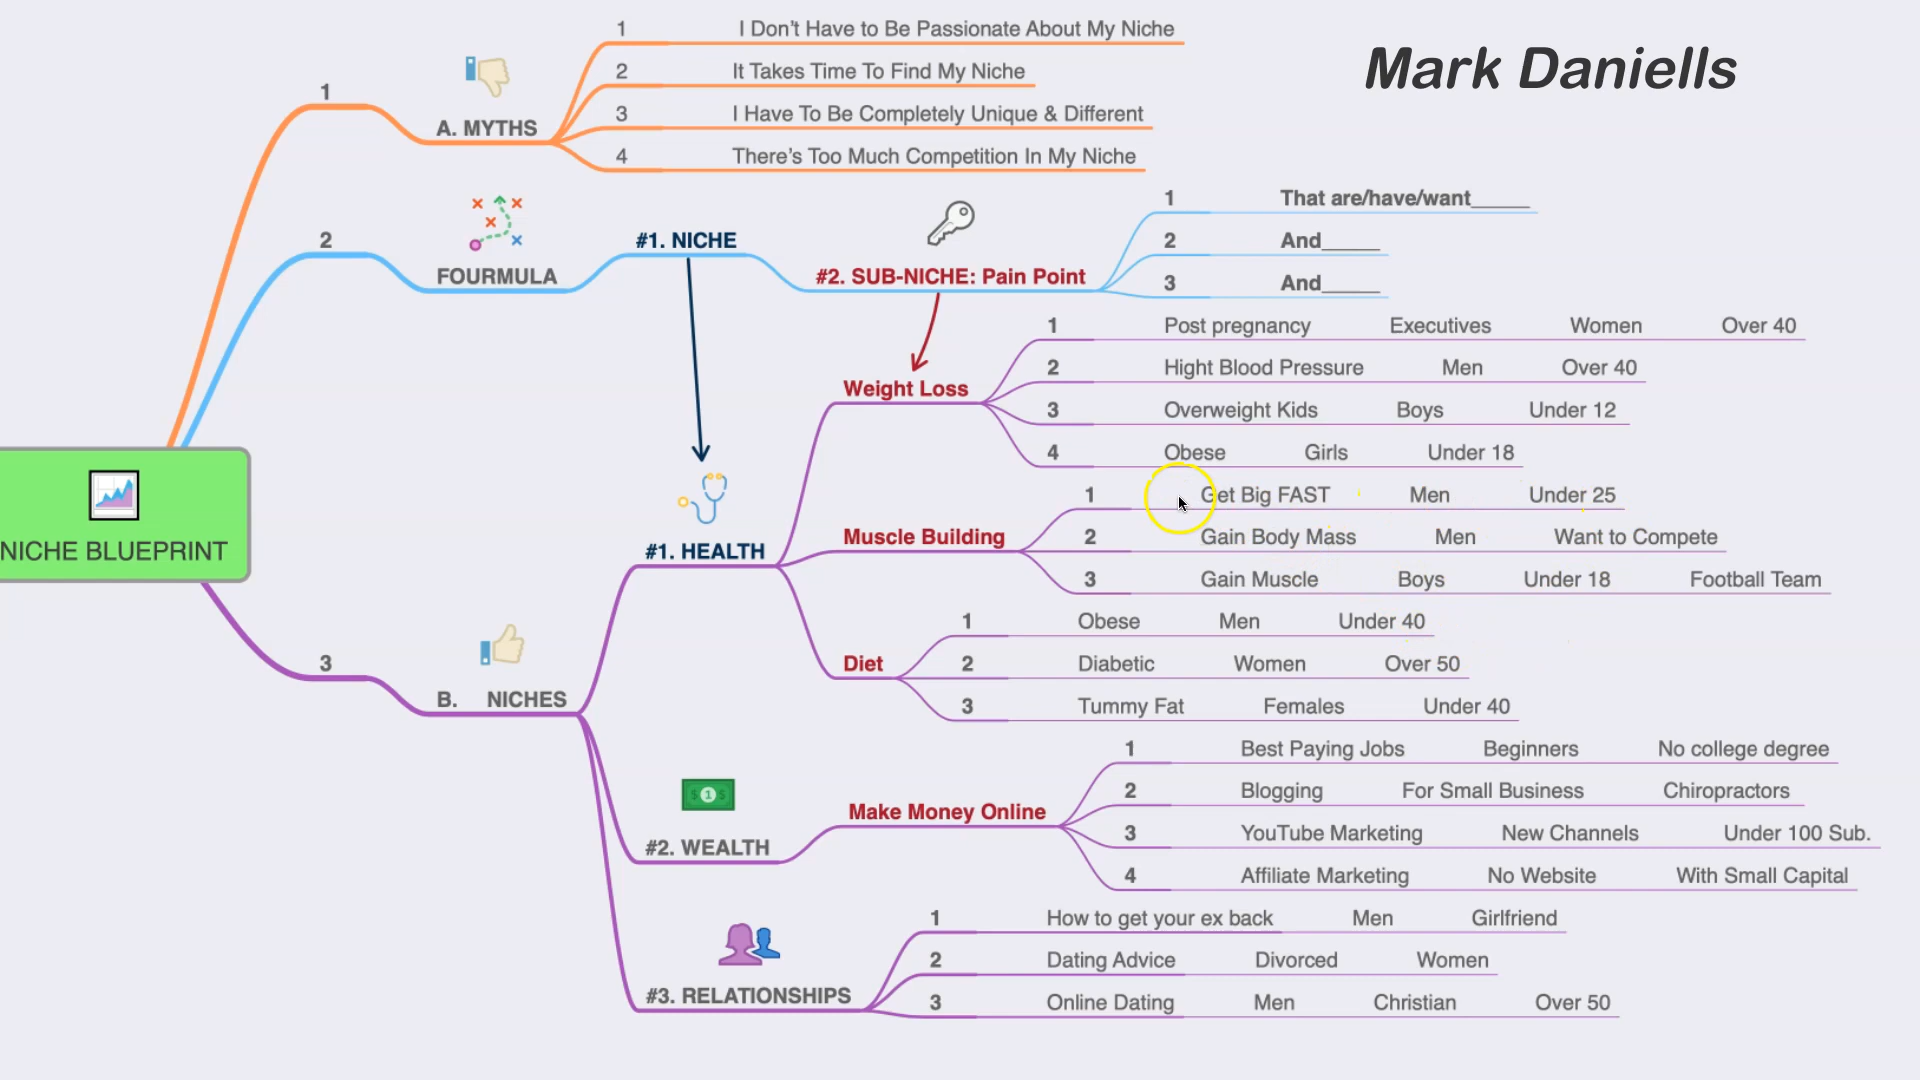 Mark Daniells
NICHE BLUEPRINT
1
A. MYTHS
1 I Don't Have to Be Passionate About My Niche
2 It Takes Time To Find My Niche
3 I Have To Be Completely Unique & Different
4 There's Too Much Competition In My Niche
2
FOURMULA
#1. NICHE
#2. SUB-NICHE: Pain Point
1 That are/have/want_____
2 And_____
3 And_____
3
B. NICHES
#1. HEALTH
Weight Loss
1 Post pregnancy Executives Women Over 40
2 Hight Blood Pressure Men Over 40
3 Overweight Kids Boys Under 12
4 Obese Girls Under 18
Muscle Building
1 Get Big FAST Men Under 25
2 Gain Body Mass Men Want to Compete
3 Gain Muscle Boys Under 18 Football Team
Diet
1 Obese Men Under 40
2 Diabetic Women Over 50
3 Tummy Fat Females Under 40
#2. WEALTH
Make Money Online
1 Best Paying Jobs Beginners No college degree
2 Blogging For Small Business Chiropractors
3 YouTube Marketing New Channels Under 100 Sub.
4 Affiliate Marketing No Website With Small Capital
#3. RELATIONSHIPS
1 How to get your ex back Men Girlfriend
2 Dating Advice Divorced Women
3 Online Dating Men Christian Over 50